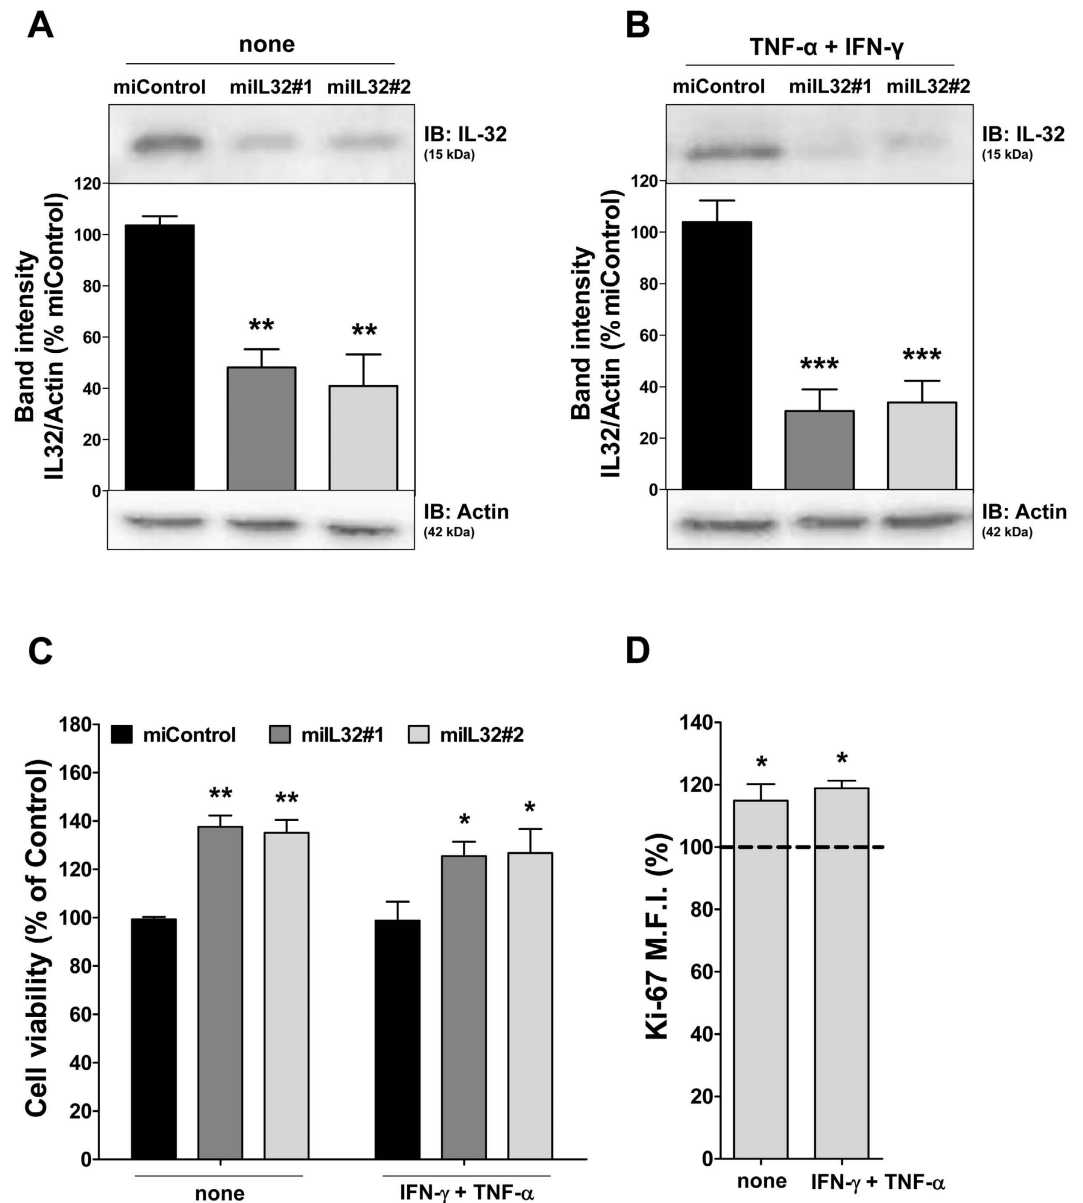 A
none
miControl miIL32#1 miIL32#2
IB: IL-32
(15 kDa)
Band intensity
IL32/Actin (% miControl)
120
100
80
60
40
20
0
**
**
IB: Actin
(42 kDa)
B
TNF-α + IFN-γ
miControl miIL32#1 miIL32#2
IB: IL-32
(15 kDa)
Band intensity
IL32/Actin (% miControl)
120
100
80
60
40
20
0
***
***
IB: Actin
(42 kDa)
C
Cell viability (% of Control)
180
160
140
120
100
80
60
40
20
0
miControl miIL32#1 miIL32#2
**
**
*
*
none
IFN-γ + TNF-α
D
Ki-67 M.F.I. (%)
140
120
100
80
60
40
20
0
*
*
none IFN-γ + TNF-α